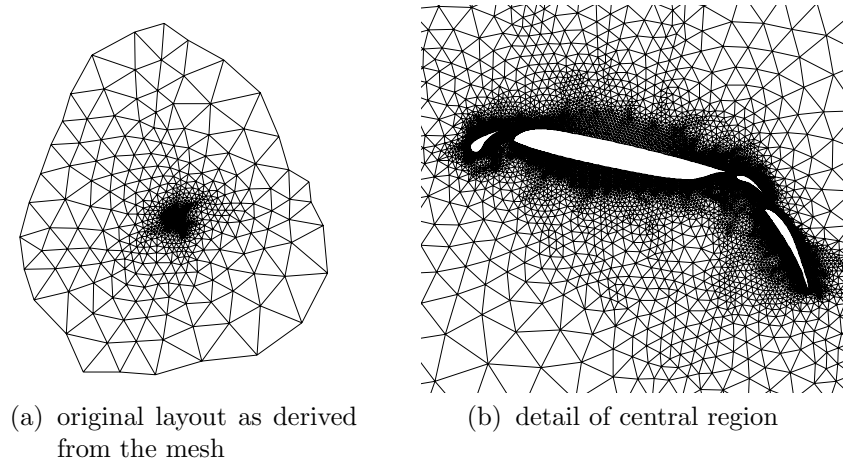 (a) original layout as derived
from the mesh
(b) detail of central region